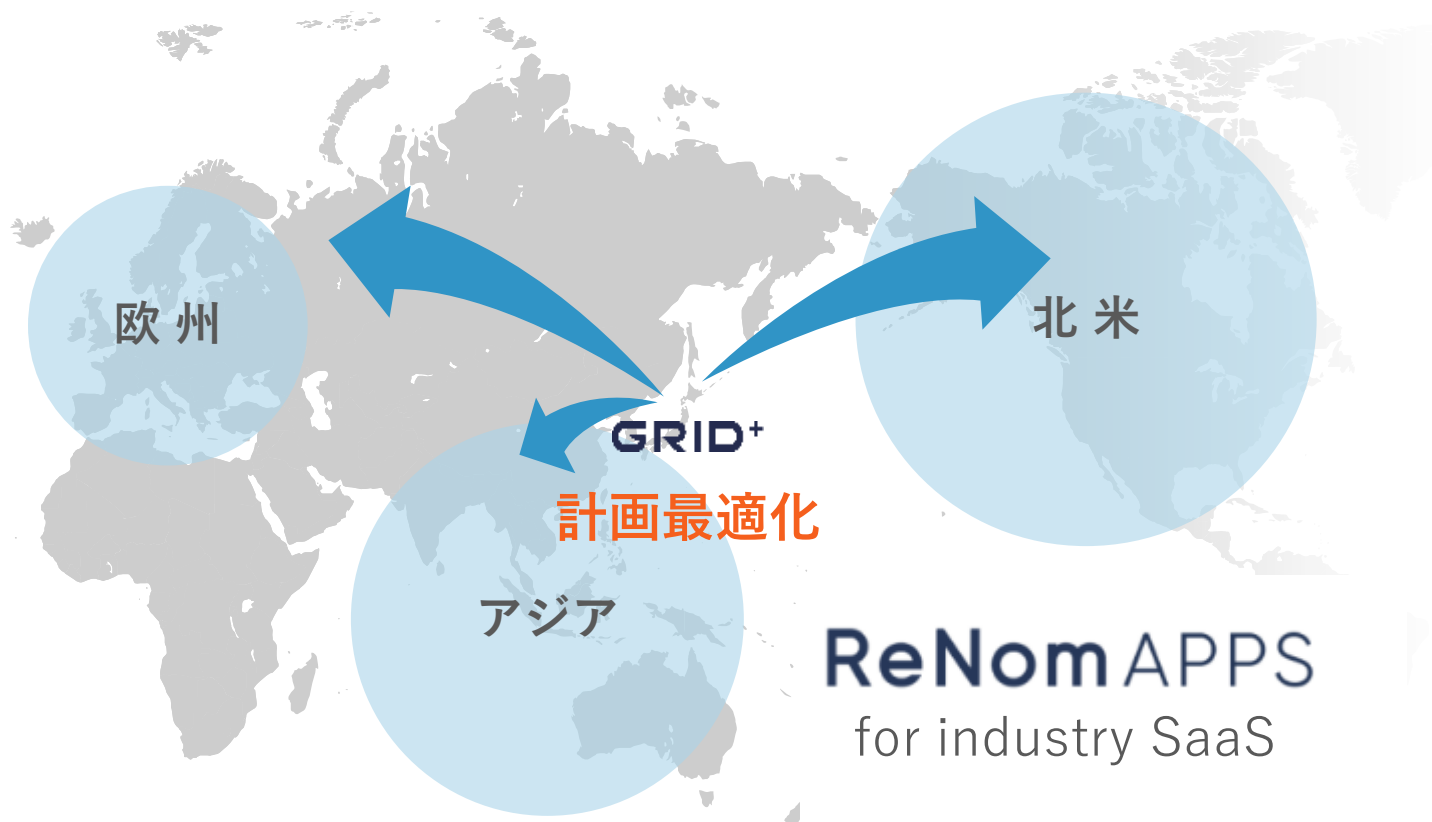 欧州
北米
GRID+
計画最適化
アジア
ReNom APPS
for industry SaaS